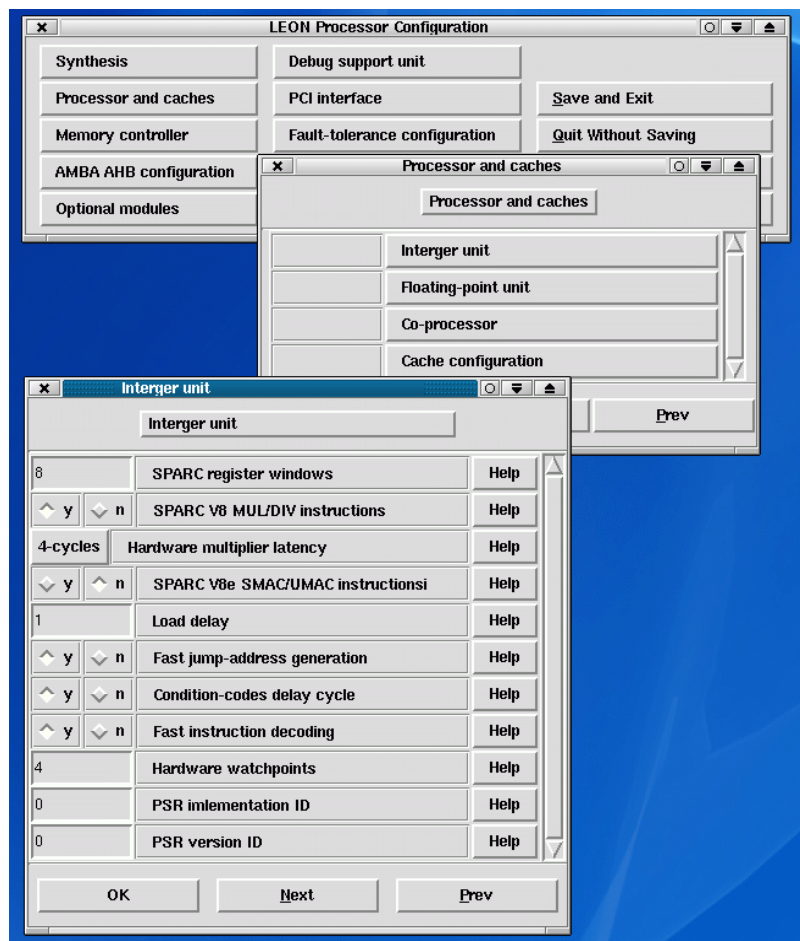 LEON Processor Configuration
Synthesis Debug support unit
Processor and caches PCI interface Save and Exit
Memory controller Fault-tolerance configuration Quit Without Saving
AMBA AHB configuration
Optional modules
Processor and caches
Processor and caches
Interger unit
Floating-point unit
Co-processor
Cache configuration
Prev
Interger unit
Interger unit
8 SPARC register windows Help
y n SPARC V8 MUL/DIV instructions Help
4-cycles Hardware multiplier latency Help
y n SPARC V8e SMAC/UMAC instructionsi Help
1 Load delay Help
y n Fast jump-address generation Help
y n Condition-codes delay cycle Help
y n Fast instruction decoding Help
4 Hardware watchpoints Help
0 PSR imlementation ID Help
0 PSR version ID Help
OK Next Prev